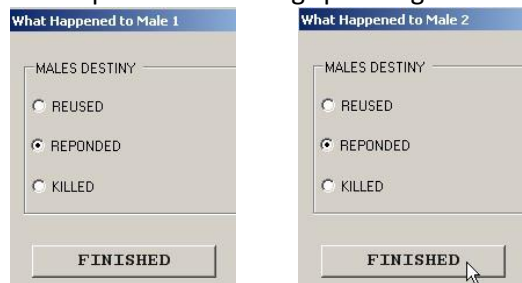 What Happened to Male 1
MALES DESTINY
REUSED
REPONDED
KILLED
FINISHED
What Happened to Male 2
MALES DESTINY
REUSED
REPONDED
KILLED
FINISHED